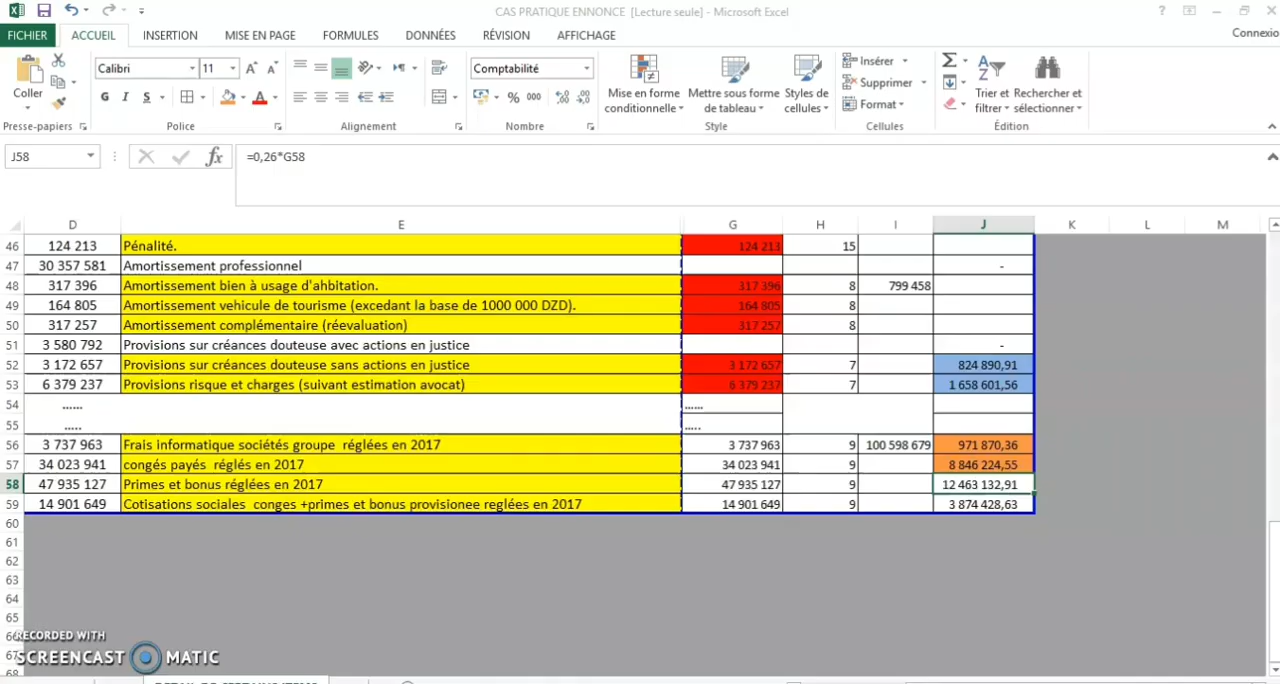 CAS PRATIQUE ENNONCE [Lecture seule] - Microsoft Excel
FICHIER ACCUEIL INSERTION MISE EN PAGE FORMULES DONNÉES RÉVISION AFFICHAGE Connexio
Coller
Presse-papiers
Calibri 11
G I S
Police
Alignement
Comptabilité
% 000
Nombre
Mise en forme conditionnelle
Mettre sous forme de tableau
Styles de cellules
Style
Insérer
Supprimer
Format
Cellules
Trier et filtrer
Rechercher et sélectionner
Édition
J58 fx =0,26*G58
D E G H I J K L M
46 124 213 Pénalité. 124 213 15
47 30 357 581 Amortissement professionnel -
48 317 396 Amortissement bien à usage d'ahbitation. 317 396 8 799 458
49 164 805 Amortissement vehicule de tourisme (excedant la base de 1000 000 DZD). 164 805 8
50 317 257 Amortissement complémentaire (réevaluation) 317 257 8
51 3 580 792 Provisions sur créances douteuse avec actions en justice -
52 3 172 657 Provisions sur créances douteuse sans actions en justice 3 172 657 7 824 890,91
53 6 379 237 Provisions risque et charges (suivant estimation avocat) 6 379 237 7 1 658 601,56
54 ...... ......
55 ..... .....
56 3 737 963 Frais informatique sociétés groupe réglées en 2017 3 737 963 9 100 598 679 971 870,36
57 34 023 941 congés payés réglés en 2017 34 023 941 9 8 846 224,55
58 47 935 127 Primes et bonus réglées en 2017 47 935 127 9 12 463 132,91
59 14 901 649 Cotisations sociales conges +primes et bonus provisionee reglées en 2017 14 901 649 9 3 874 428,63
60
61
62
63
64
65
RECORDED WITH
SCREENCAST MATIC